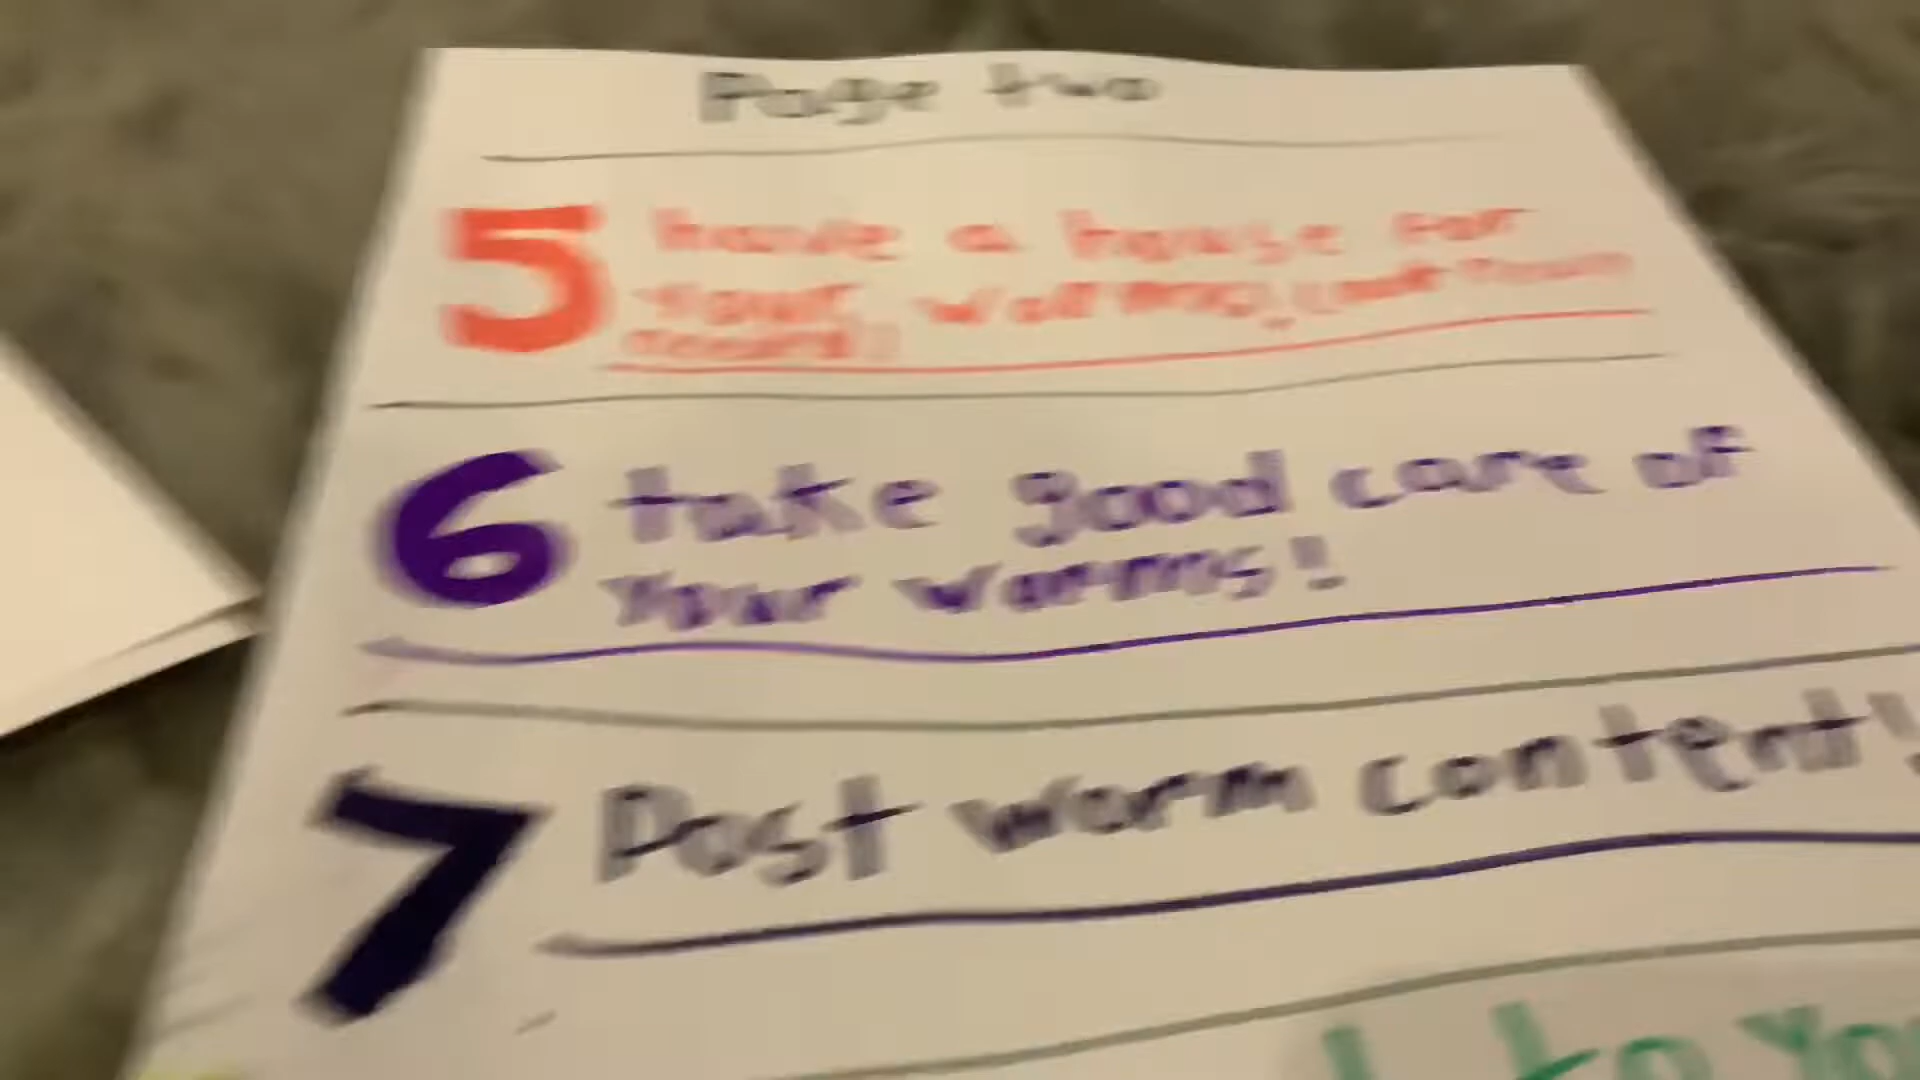 Page two
5 have a house for
your worms,
6 take good care of
your worms!
7 Post worm content!
to